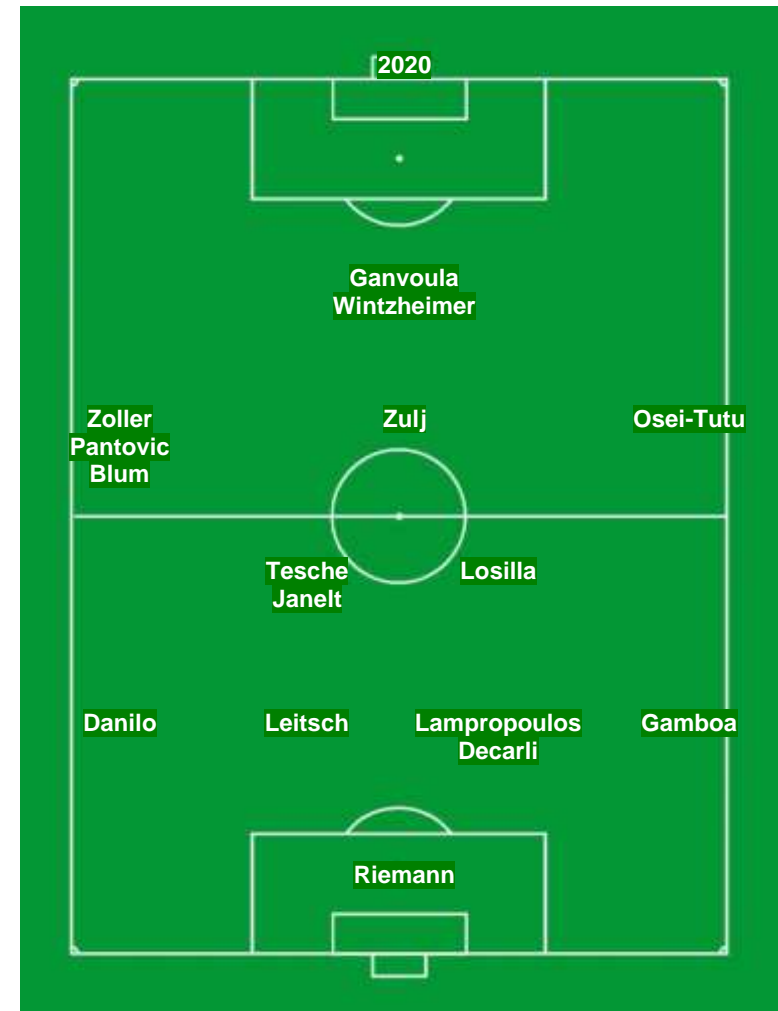 2020
Ganvoula
Wintzheimer
Zoller
Pantovic
Blum
Zulj
Osei-Tutu
Tesche
Janelt
Losilla
Danilo
Leitsch
Lampropoulos
Decarli
Gamboa
Riemann